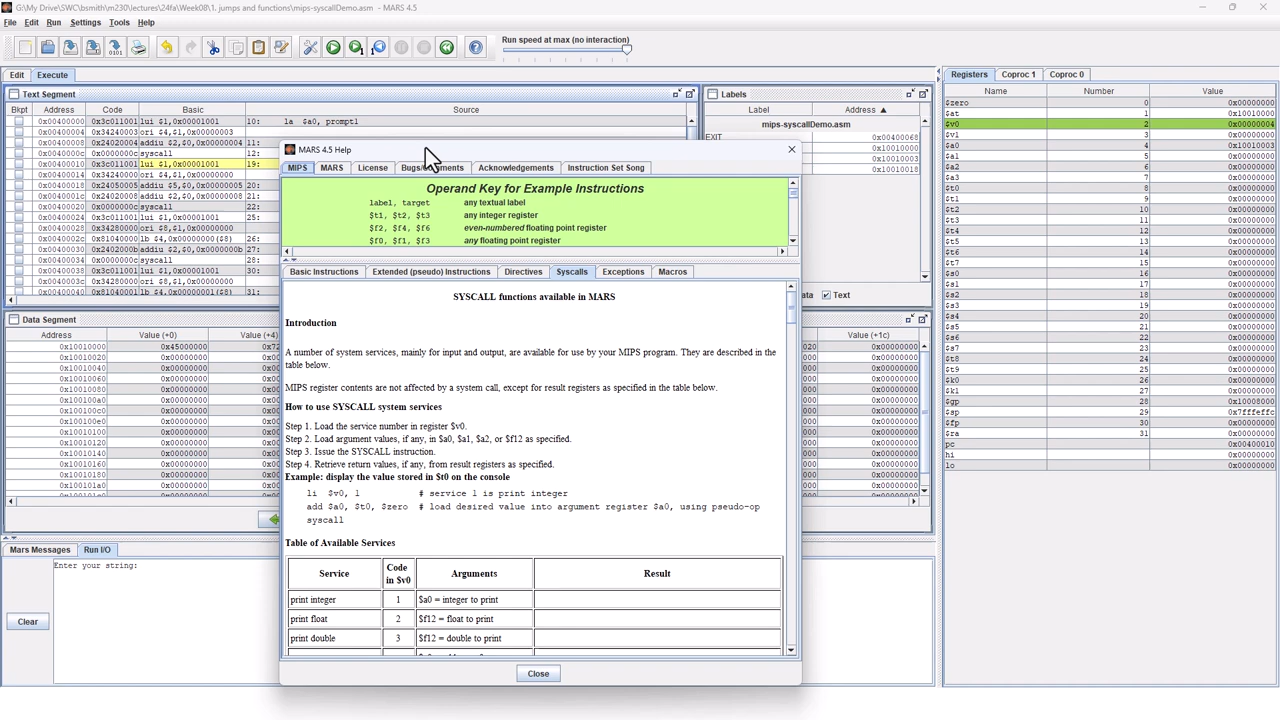 G:\My Drive\SWC\bsmith\m230\lectures\24fa\Week08\1. jumps and functions\mips-syscallDemo.asm - MARS 4.5
File Edit Run Settings Tools Help
Run speed at max (no interaction)
Edit Execute
Text Segment
Bkpt Address Code Basic Source
0x00400000 0x3c011001 lui $1,0x00001001 10: la $a0, prompt1
0x00400004 0x34240003 ori $4,$1,0x00000003
0x00400008 0x24020004 addiu $2,$0,0x00000004 11:
0x0040000c 0x0000000c syscall 12:
0x00400010 0x3c011001 lui $1,0x00001001 19:
0x00400014 0x34240000 ori $4,$1,0x00000000
0x00400018 0x24050005 addiu $5,$0,0x00000005 20:
0x0040001c 0x24020008 addiu $2,$0,0x00000008 21:
0x00400020 0x0000000c syscall 22:
0x00400024 0x3c011001 lui $1,0x00001001 25:
0x00400028 0x34280000 ori $8,$1,0x00000000
0x0040002c 0x81040000 lb $4,0x00000000($8) 26:
0x00400030 0x2402000b addiu $2,$0,0x0000000b 27:
0x00400034 0x0000000c syscall 28:
0x00400038 0x3c011001 lui $1,0x00001001 30:
0x0040003c 0x34280000 ori $8,$1,0x00000000
0x00400040 0x81040001 lb $4,0x00000001($8) 31:
Labels
Label Address ▲
mips-syscallDemo.asm
EXIT 0x00400068
0x10010000
0x10010003
0x10010018
Text
Data Segment
Address Value (+0) Value (+4) Value (+1c)
0x10010000 0x45000000
0x10010020 0x00000000
0x10010040 0x00000000
0x10010060 0x00000000
0x10010080 0x00000000
0x100100a0 0x00000000
0x100100c0 0x00000000
0x100100e0 0x00000000
0x10010100 0x00000000
0x10010120 0x00000000
0x10010140 0x00000000
0x10010160 0x00000000
0x10010180 0x00000000
0x100101a0 0x00000000
Mars Messages Run I/O
Enter your string:
Clear
MARS 4.5 Help
MIPS MARS License Acknowledgements Instruction Set Song
Operand Key for Example Instructions
label, target any textual label
$t1, $t2, $t3 any integer register
$f2, $f4, $f6 even-numbered floating point register
$f0, $f1, $f3 any floating point register
Basic Instructions Extended (pseudo) Instructions Directives Syscalls Exceptions Macros
SYSCALL functions available in MARS
Introduction
A number of system services, mainly for input and output, are available for use by your MIPS program. They are described in the
table below.
MIPS register contents are not affected by a system call, except for result registers as specified in the table below.
How to use SYSCALL system services
Step 1. Load the service number in register $v0.
Step 2. Load argument values, if any, in $a0, $a1, $a2, or $f12 as specified.
Step 3. Issue the SYSCALL instruction.
Step 4. Retrieve return values, if any, from result registers as specified.
Example: display the value stored in $t0 on the console
li $v0, 1 # service 1 is print integer
add $a0, $t0, $zero # load desired value into argument register $a0, using pseudo-op
syscall
Table of Available Services
Service Code in $v0 Arguments Result
print integer 1 $a0 = integer to print
print float 2 $f12 = float to print
print double 3 $f12 = double to print
Close
Registers Coproc 1 Coproc 0
Name Number Value
$zero 0 0x00000000
$at 1 0x10010000
$v0 2 0x00000004
$v1 3 0x00000000
$a0 4 0x10010003
$a1 5 0x00000000
$a2 6 0x00000000
$a3 7 0x00000000
$t0 8 0x00000000
$t1 9 0x00000000
$t2 10 0x00000000
$t3 11 0x00000000
$t4 12 0x00000000
$t5 13 0x00000000
$t6 14 0x00000000
$t7 15 0x00000000
$s0 16 0x00000000
$s1 17 0x00000000
$s2 18 0x00000000
$s3 19 0x00000000
$s4 20 0x00000000
$s5 21 0x00000000
$s6 22 0x00000000
$s7 23 0x00000000
$t8 24 0x00000000
$t9 25 0x00000000
$k0 26 0x00000000
$k1 27 0x00000000
$gp 28 0x10008000
$sp 29 0x7fffeffc
$fp 30 0x00000000
$ra 31 0x00000000
pc 0x00400010
hi 0x00000000
lo 0x00000000